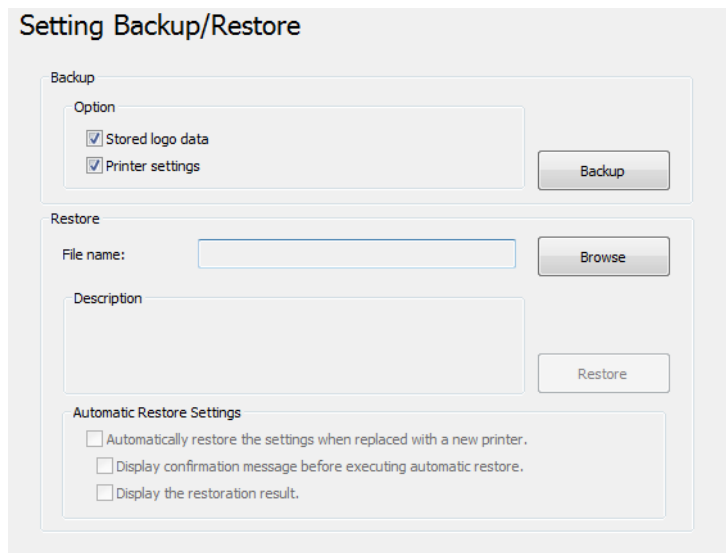 Setting Backup/Restore
Backup
Option
Stored logo data
Printer settings
Backup
Restore
File name:
Browse
Description
Restore
Automatic Restore Settings
Automatically restore the settings when replaced with a new printer.
Display confirmation message before executing automatic restore.
Display the restoration result.